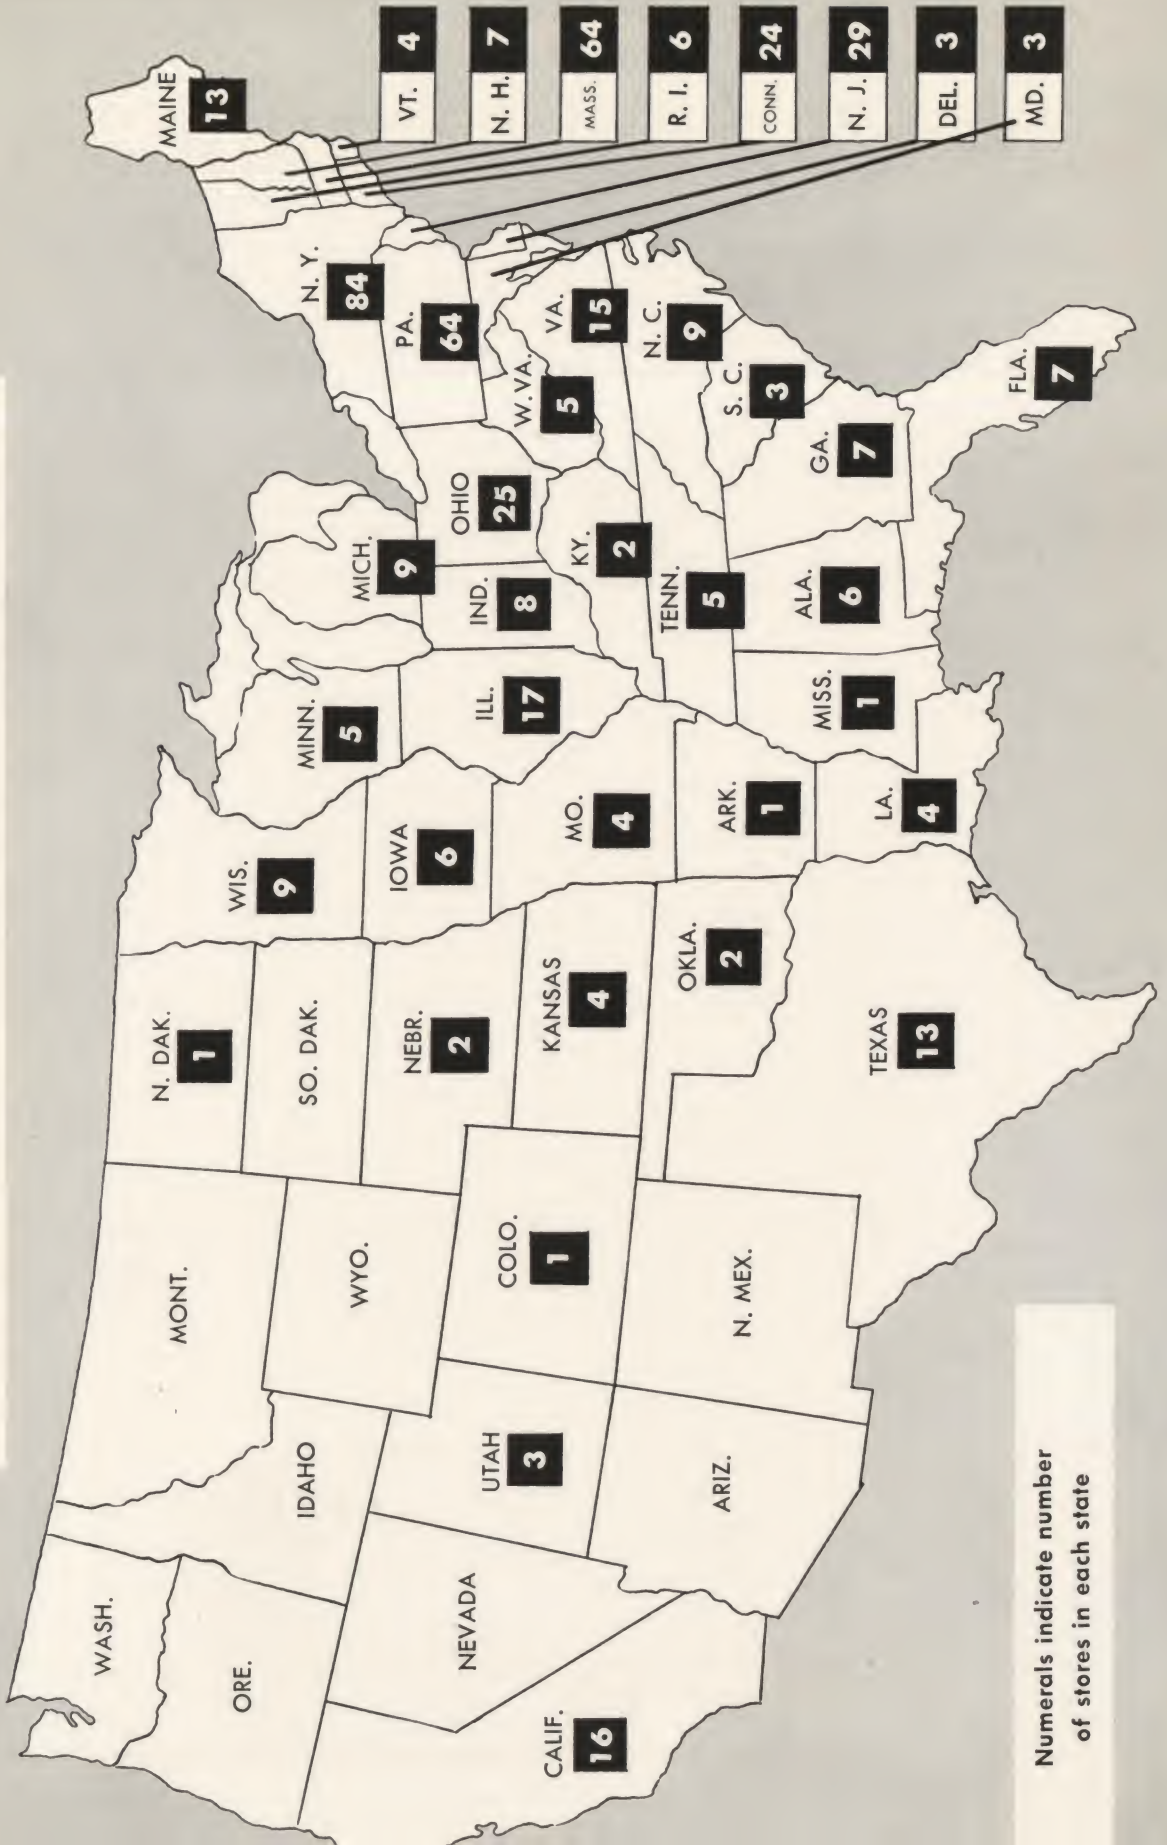 WASH.
ORE.
CALIF.
16
NEVADA
IDAHO
MONT.
WYO.
UTAH
3
ARIZ.
COLO.
1
N. MEX.
N. DAK.
1
SO. DAK.
NEBR.
2
KANSAS
4
OKLA.
2
TEXAS
13
WIS.
9
IOWA
6
MO.
4
ARK.
1
LA.
4
MINN.
5
ILL.
17
MISS.
1
MICH.
9
IND.
8
OHIO
25
KY.
2
TENN.
5
ALA.
6
GA.
7
FLA.
7
S. C.
3
N. C.
9
VA.
15
W. VA.
5
PA.
64
N. Y.
84
MAINE
13
VT. 4
N. H. 7
MASS. 64
R. I. 6
CONN. 24
N. J. 29
DEL. 3
MD. 3
Numerals indicate number
of stores in each state